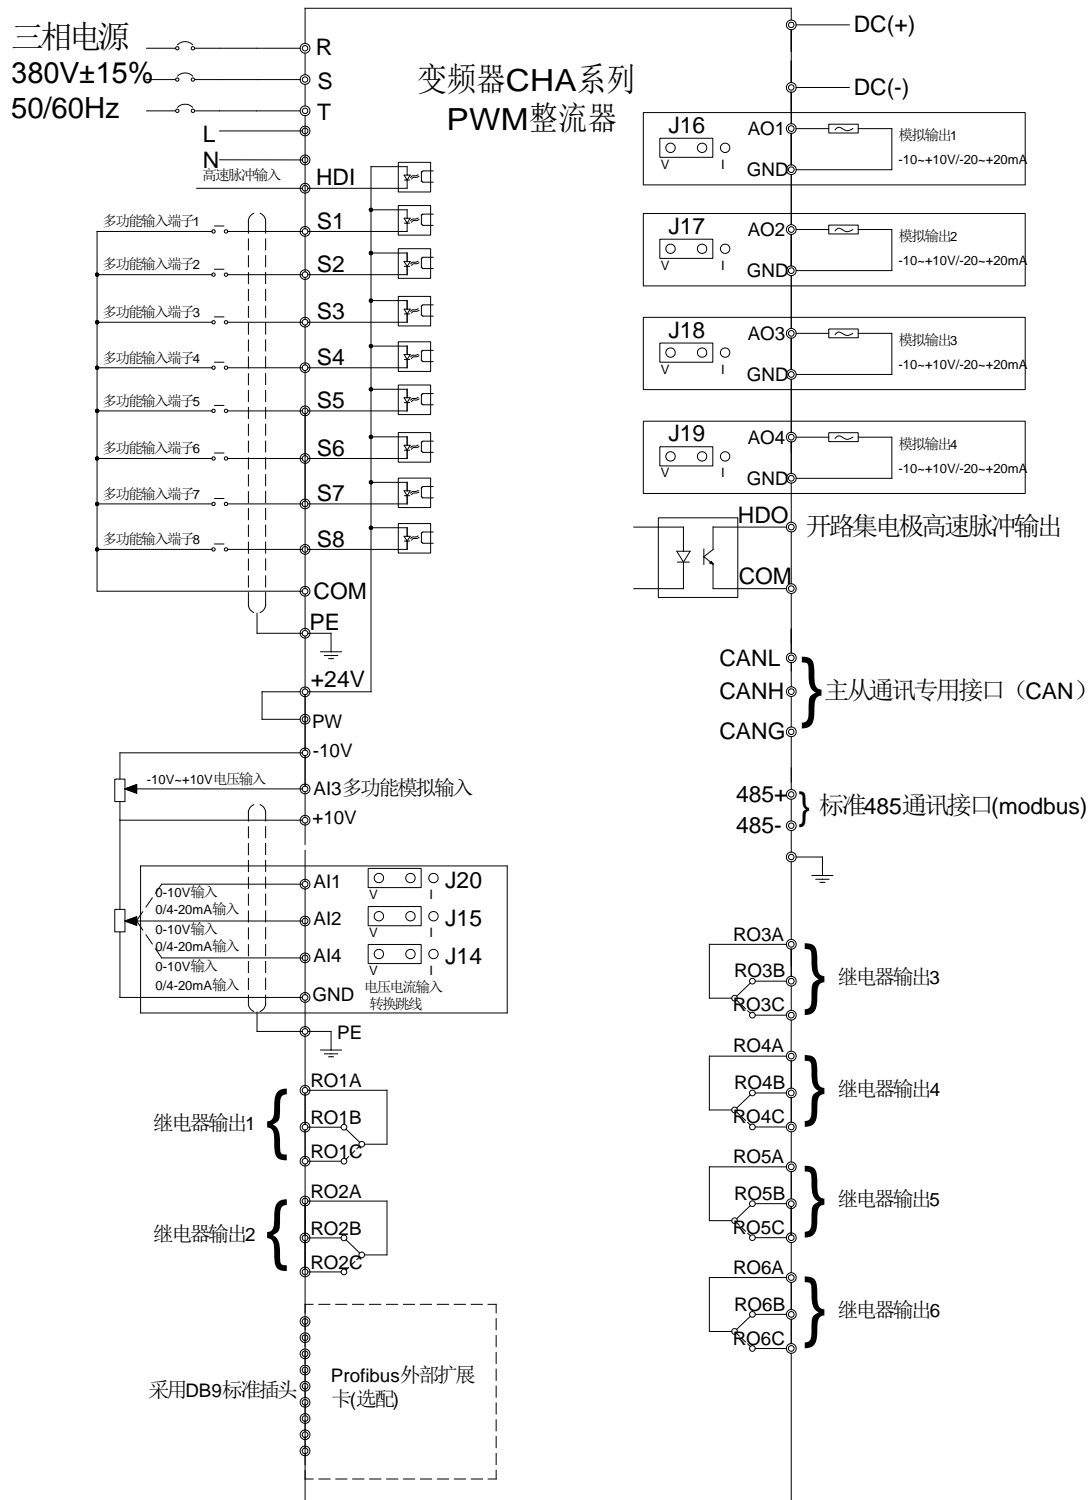 三相电源
380V±15%
50/60Hz
R
S
T
L
N
高速脉冲输入
HDI
变频器CHA系列
PWM整流器
多功能输入端子1
S1
多功能输入端子2
S2
多功能输入端子3
S3
多功能输入端子4
S4
多功能输入端子5
S5
多功能输入端子6
S6
多功能输入端子7
S7
多功能输入端子8
S8
COM
PE
+24V
PW
-10V
-10V~+10V电压输入
AI3多功能模拟输入
+10V
0-10V输入
0/4-20mA输入
0-10V输入
0/4-20mA输入
0-10V输入
0/4-20mA输入
AI1
V
I
J20
AI2
V
I
J15
AI4
V
I
J14
GND
电压电流输入
转换跳线
PE
继电器输出1
RO1A
RO1B
RO1C
继电器输出2
RO2A
RO2B
RO2C
采用DB9标准插头
Profibus外部扩展
卡(选配)
DC(+)
DC(-)
J16
V
I
AO1
GND
模拟输出1
-10~+10V/-20~+20mA
J17
V
I
AO2
GND
模拟输出2
-10~+10V/-20~+20mA
J18
V
I
AO3
GND
模拟输出3
-10~+10V/-20~+20mA
J19
V
I
AO4
GND
模拟输出4
-10~+10V/-20~+20mA
HDO
开路集电极高速脉冲输出
COM
CANL
CANH
CANG
主从通讯专用接口（CAN）
485+
485-
标准485通讯接口(modbus)
RO3A
RO3B
RO3C
继电器输出3
RO4A
RO4B
RO4C
继电器输出4
RO5A
RO5B
RO5C
继电器输出5
RO6A
RO6B
RO6C
继电器输出6